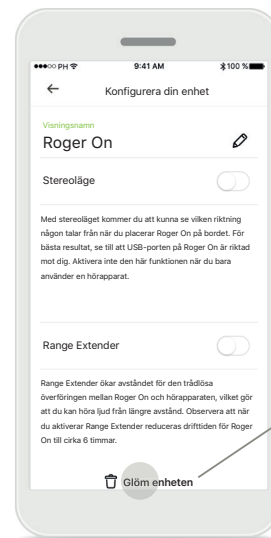 ●●●○○ PH 9:41 AM 100 %
Konfigurera din enhet
Visningsnamn
Roger On
Stereoläge
Med stereoläget kommer du att kunna se vilken riktning
någon talar från när du placerar Roger On på bordet. För
bästa resultat, se till att USB-porten på Roger On är riktad
mot dig. Aktivera inte den här funktionen när du bara
använder en hörapparat.
Range Extender
Range Extender ökar avståndet för den trådlösa
överföringen mellan Roger On och hörapparaten, vilket gör
att du kan höra ljud från längre avstånd. Observera att när
du aktiverar Range Extender reduceras drifttiden för Roger
On till cirka 6 timmar.
Glöm enheten